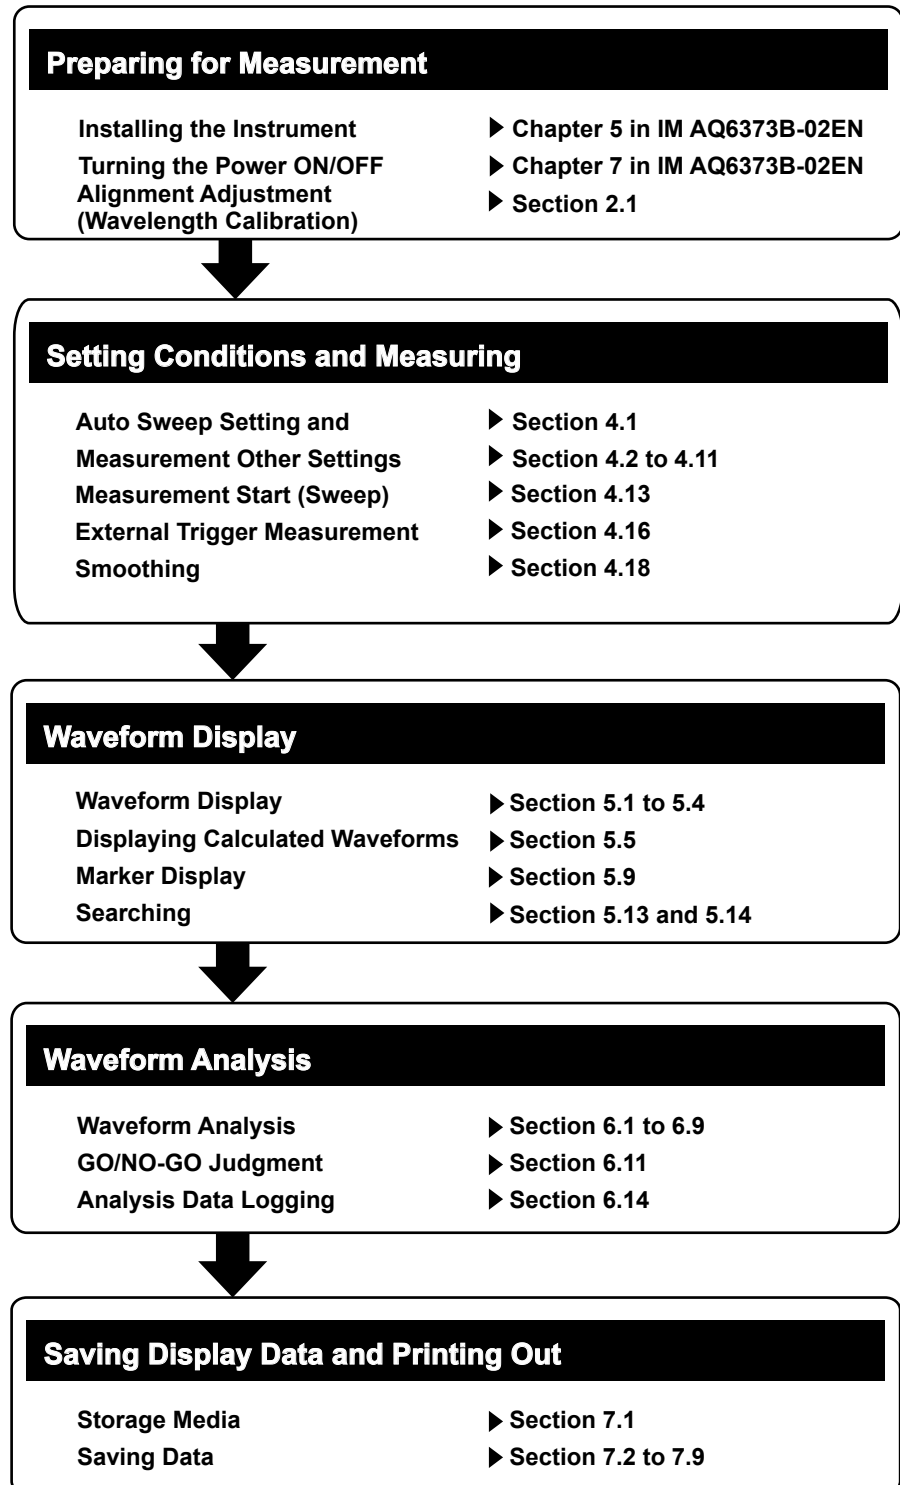 Preparing for Measurement
Installing the Instrument ▶ Chapter 5 in IM AQ6373B-02EN
Turning the Power ON/OFF ▶ Chapter 7 in IM AQ6373B-02EN
Alignment Adjustment
(Wavelength Calibration) ▶ Section 2.1
Setting Conditions and Measuring
Auto Sweep Setting and ▶ Section 4.1
Measurement Other Settings ▶ Section 4.2 to 4.11
Measurement Start (Sweep) ▶ Section 4.13
External Trigger Measurement ▶ Section 4.16
Smoothing ▶ Section 4.18
Waveform Display
Waveform Display ▶ Section 5.1 to 5.4
Displaying Calculated Waveforms ▶ Section 5.5
Marker Display ▶ Section 5.9
Searching ▶ Section 5.13 and 5.14
Waveform Analysis
Waveform Analysis ▶ Section 6.1 to 6.9
GO/NO-GO Judgment ▶ Section 6.11
Analysis Data Logging ▶ Section 6.14
Saving Display Data and Printing Out
Storage Media ▶ Section 7.1
Saving Data ▶ Section 7.2 to 7.9